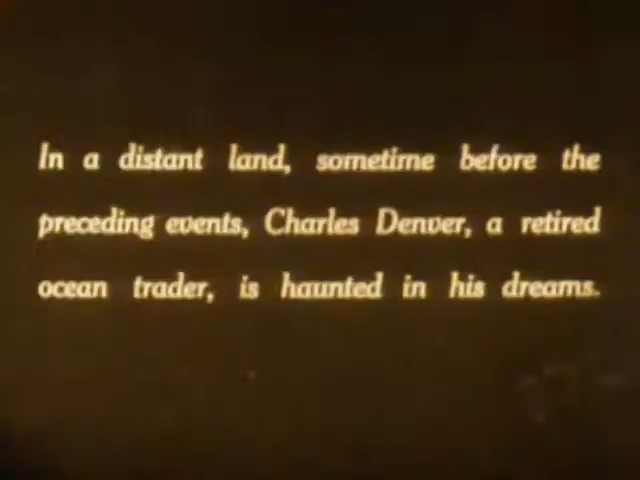 In a distant land, sometime before the
preceding events, Charles Denver, a retired
ocean trader, is haunted in his dreams.